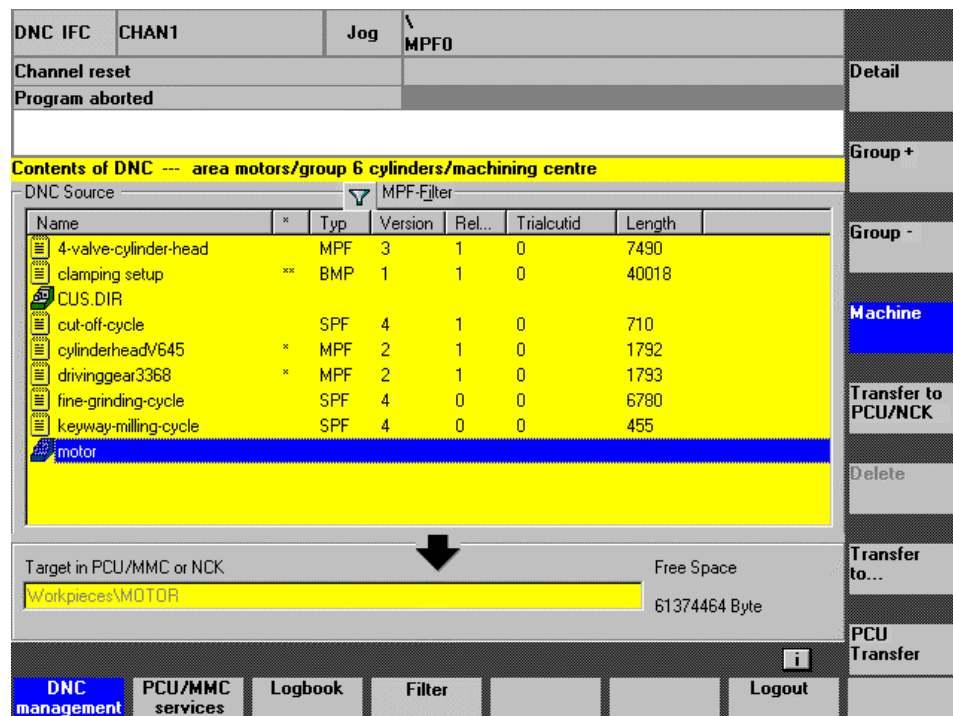 DNC IFC CHAN1 Jog \
MPF0
Channel reset
Program aborted
Contents of DNC --- area motors/group 6 cylinders/machining centre
DNC Source MPF-Filter
Name * Typ Version Rel... Trialcutid Length
4-valve-cylinder-head MPF 3 1 0 7490
clamping setup ** BMP 1 1 0 40018
CUS.DIR
cut-off-cycle SPF 4 1 0 710
cylinderheadV645 * MPF 2 1 0 1792
drivinggear3368 * MPF 2 1 0 1793
fine-grinding-cycle SPF 4 0 0 6780
keyway-milling-cycle SPF 4 0 0 455
motor
Target in PCU/MMC or NCK Free Space
Workpieces\MOTOR
61374464 Byte
i
Detail
Group +
Group -
Machine
Transfer to
PCU/NCK
Delete
Transfer
to...
PCU
Transfer
DNC
management
PCU/MMC
services
Logbook
Filter
Logout